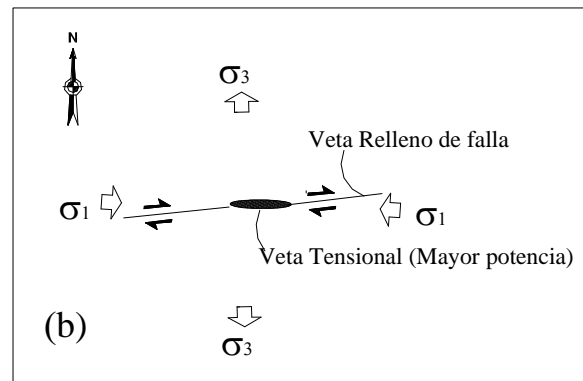 N
σ3
Veta Relleno de falla
σ1
σ1
Veta Tensional (Mayor potencia)
(b)
σ3